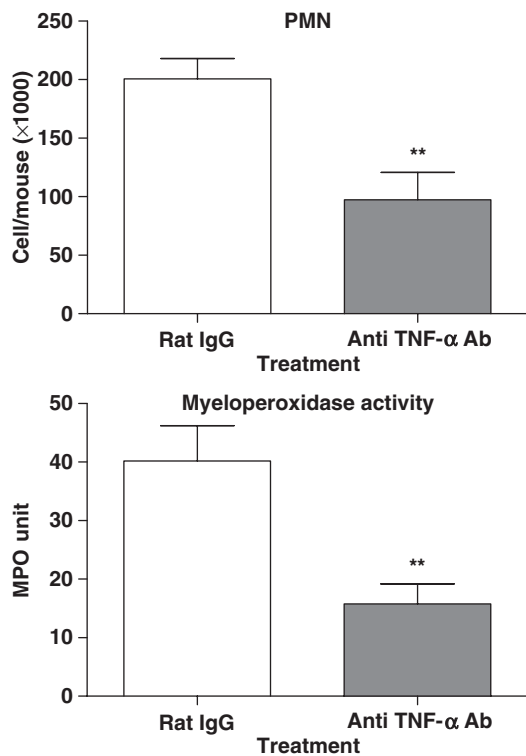 PMN
250
200
150
100
50
0
Cell/mouse (×1000)
**
Rat IgG Anti TNF-α Ab
Treatment
Myeloperoxidase activity
50
40
30
20
10
0
MPO unit
**
Rat IgG Anti TNF-α Ab
Treatment